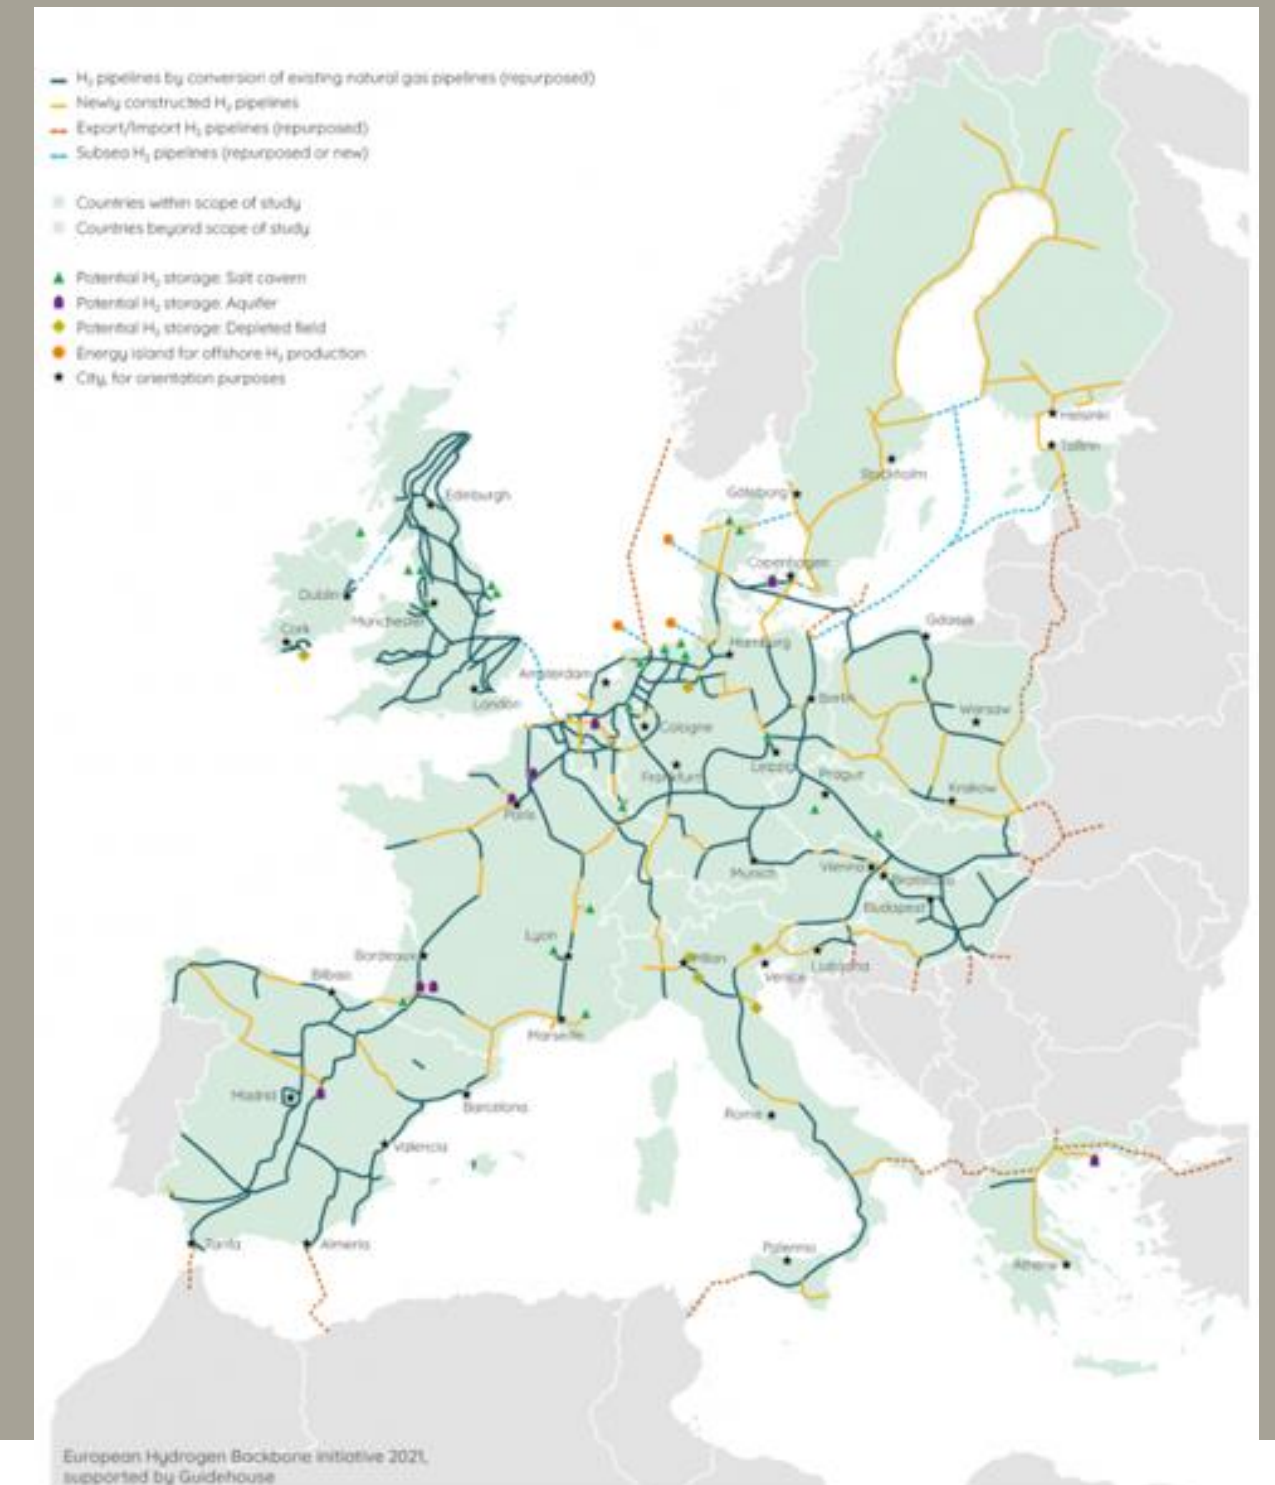 H₂ pipelines by conversion of existing natural gas pipelines (repurposed)
Newly constructed H₂ pipelines
Export/Import H₂ pipelines (repurposed)
Subsea H₂ pipelines (repurposed or new)
Countries within scope of study
Countries beyond scope of study
Potential H₂ storage: Salt cavern
Potential H₂ storage: Aquifer
Potential H₂ storage: Depleted field
Energy island for offshore H₂ production
City, for orientation purposes
Helsinki
Tallinn
Stockholm
Göteborg
Edinburgh
Copenhagen
Dublin
Manchester
Gdansk
Cork
Hamburg
Amsterdam
Berlin
London
Warsaw
Cologne
Leipzig
Frankfurt
Prague
Krakow
Paris
Munich
Vienna
Bratislava
Budapest
Lyon
Bordeaux
Milan
Ljubljana
Bilbao
Venice
Marseille
Madrid
Barcelona
Rome
Valencia
Tarifa
Almeria
Palermo
Athens
European Hydrogen Backbone initiative 2021,
supported by Guidehouse